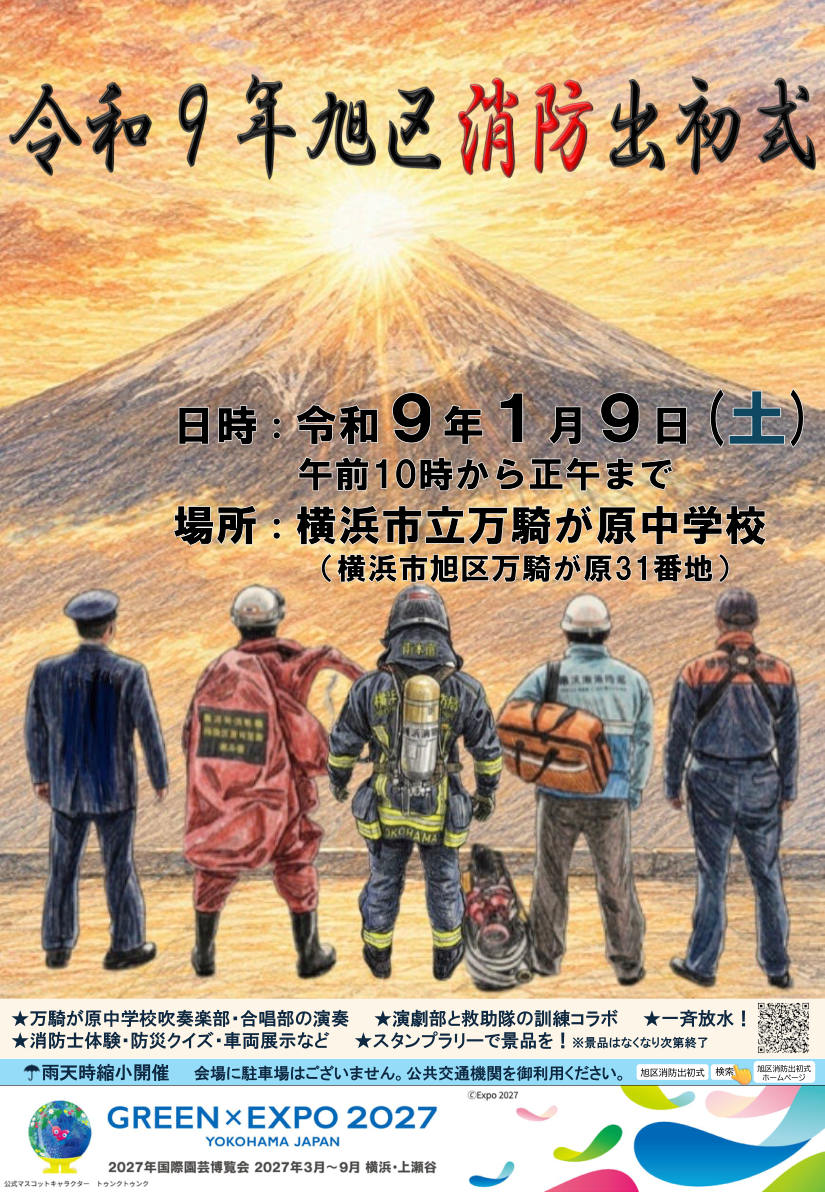 令和９年旭区消防出初式
日時：令和９年１月９日（土）
午前10時から正午まで
場所：横浜市立万騎が原中学校
（横浜市旭区万騎が原31番地）
YOKOHAMA
★万騎が原中学校吹奏楽部・合唱部の演奏　★演劇部と救助隊の訓練コラボ　★一斉放水！
★消防士体験・防災クイズ・車両展示など　★スタンプラリーで景品を！※景品はなくなり次第終了
☂雨天時縮小開催　会場に駐車場はございません。公共交通機関を御利用ください。
旭区消防出初式　検索
旭区消防出初式
ホームページ
©Expo 2027
GREEN×EXPO 2027
YOKOHAMA JAPAN
2027年国際園芸博覧会 2027年3月〜9月 横浜・上瀬谷
公式マスコットキャラクター　トゥンクトゥンク